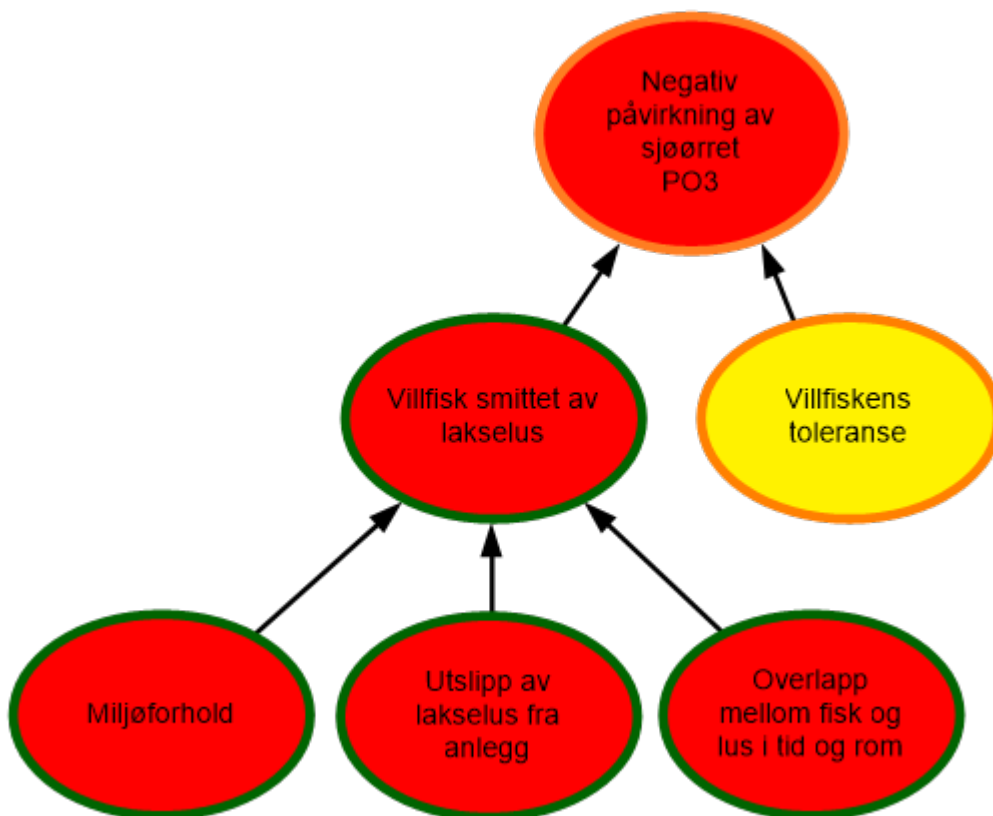 Negativ
påvirkning av
sjøørret
PO3
Villfisk smittet av
lakselus
Villfiskens
toleranse
Miljøforhold
Utslipp av
lakselus fra
anlegg
Overlapp
mellom fisk og
lus i tid og rom